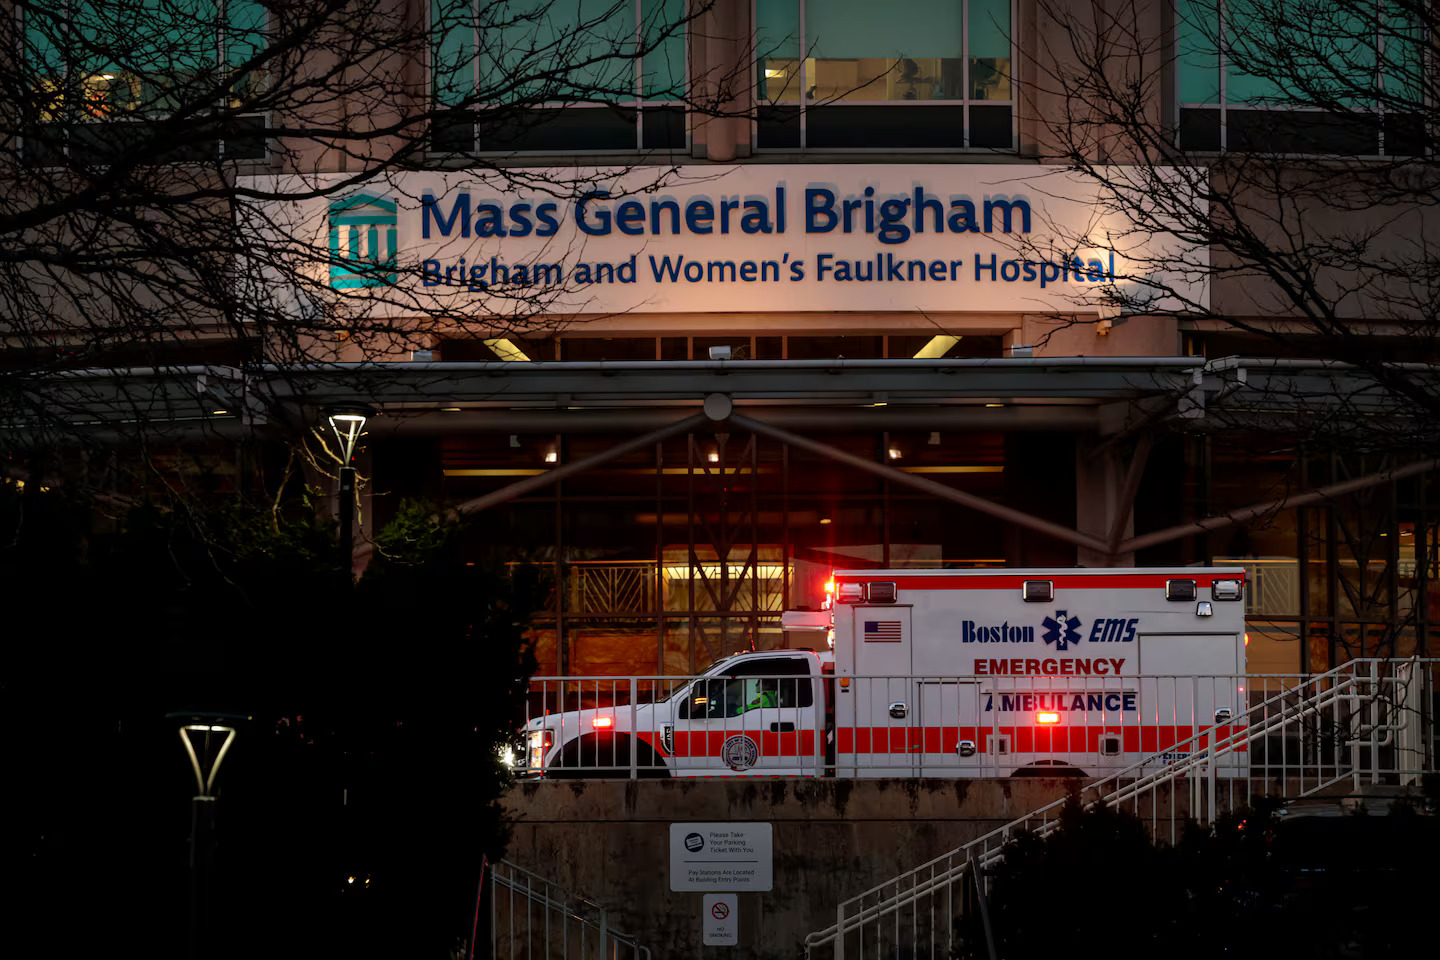 Mass General Brigham
Brigham and Women's Faulkner Hospital
Boston EMS
EMERGENCY
AMBULANCE
Please Take
Your Parking
Ticket With You
Pay Stations Are Located
At Building Entry Points
NO
SMOKING